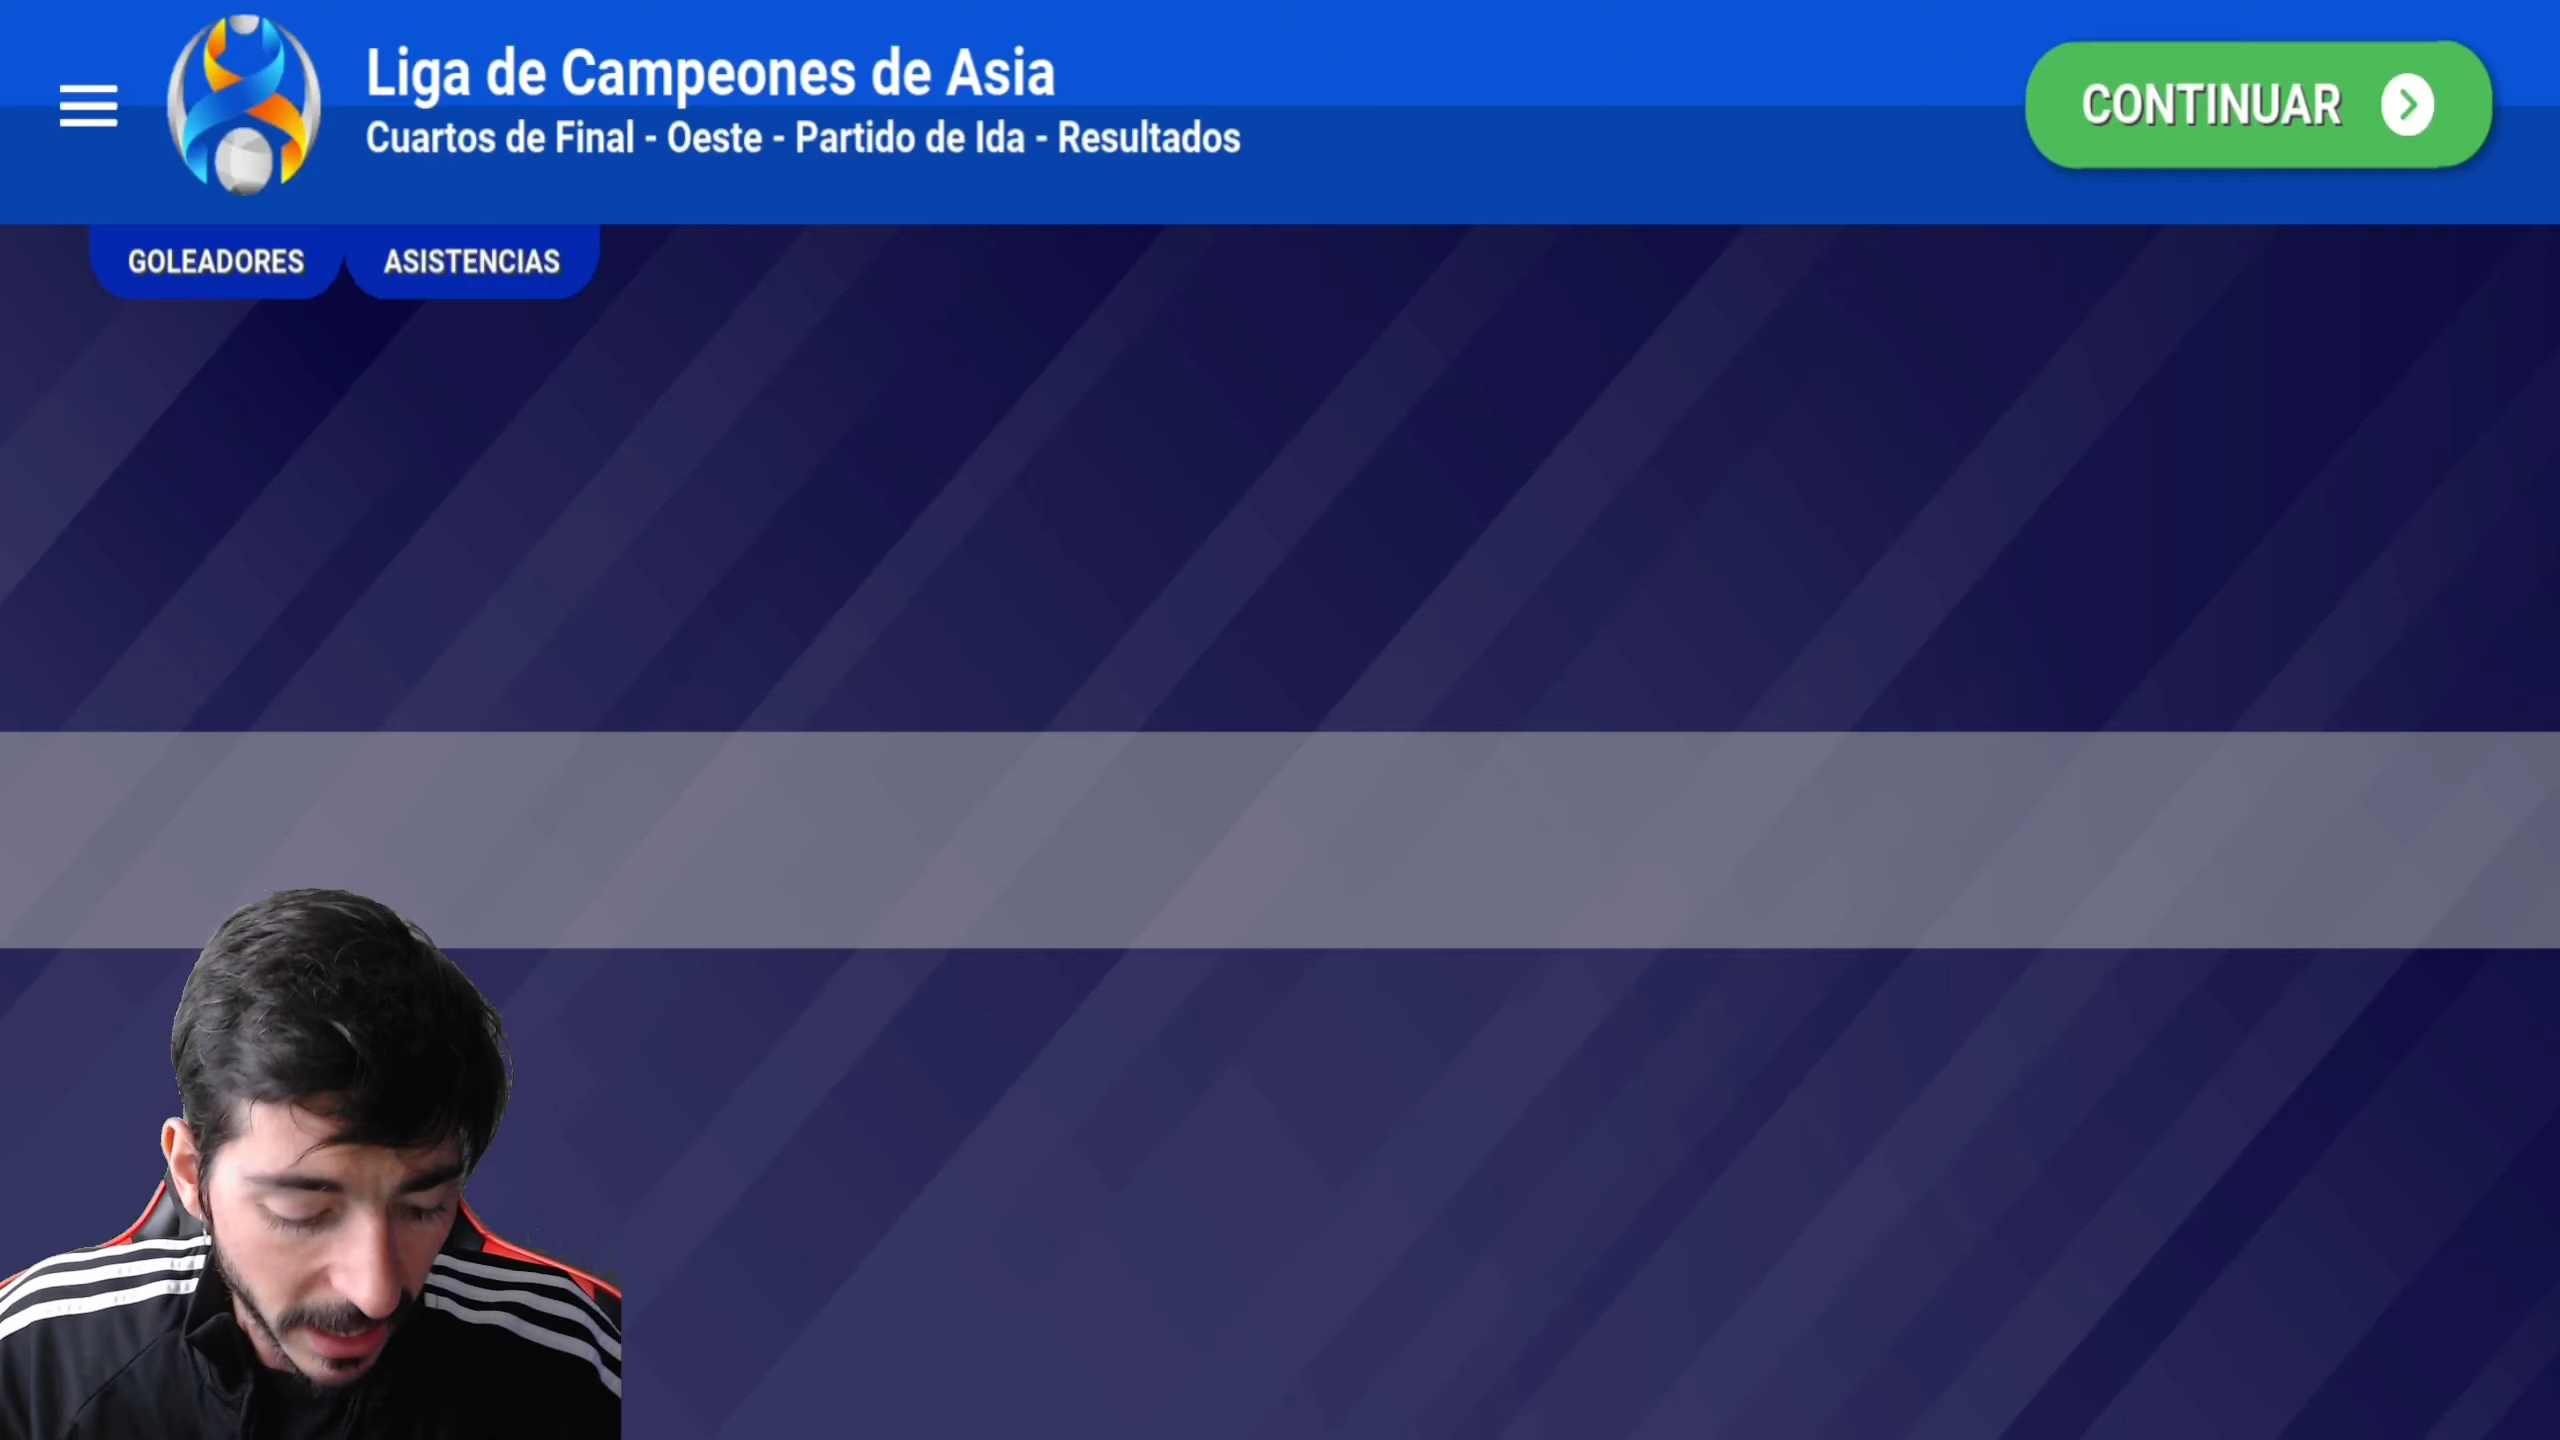 Liga de Campeones de Asia
Cuartos de Final - Oeste - Partido de Ida - Resultados
CONTINUAR
GOLEADORES
ASISTENCIAS